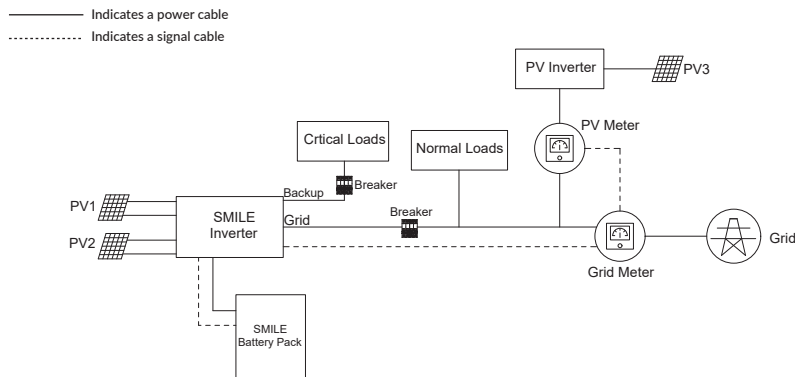 Indicates a power cable
Indicates a signal cable
PV Inverter
PV3
PV Meter
Crtical Loads
Normal Loads
Breaker
Backup
PV1
SMILE
Inverter
Grid
Breaker
PV2
Grid
Grid Meter
SMILE
Battery Pack